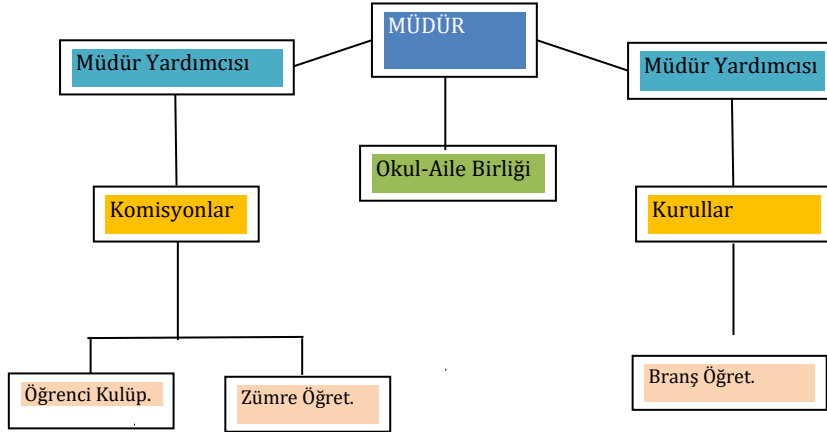 MÜDÜR
Müdür Yardımcısı
Müdür Yardımcısı
Okul-Aile Birliği
Komisyonlar
Kurullar
Öğrenci Kulüp.
Zümre Öğret.
Branş Öğret.